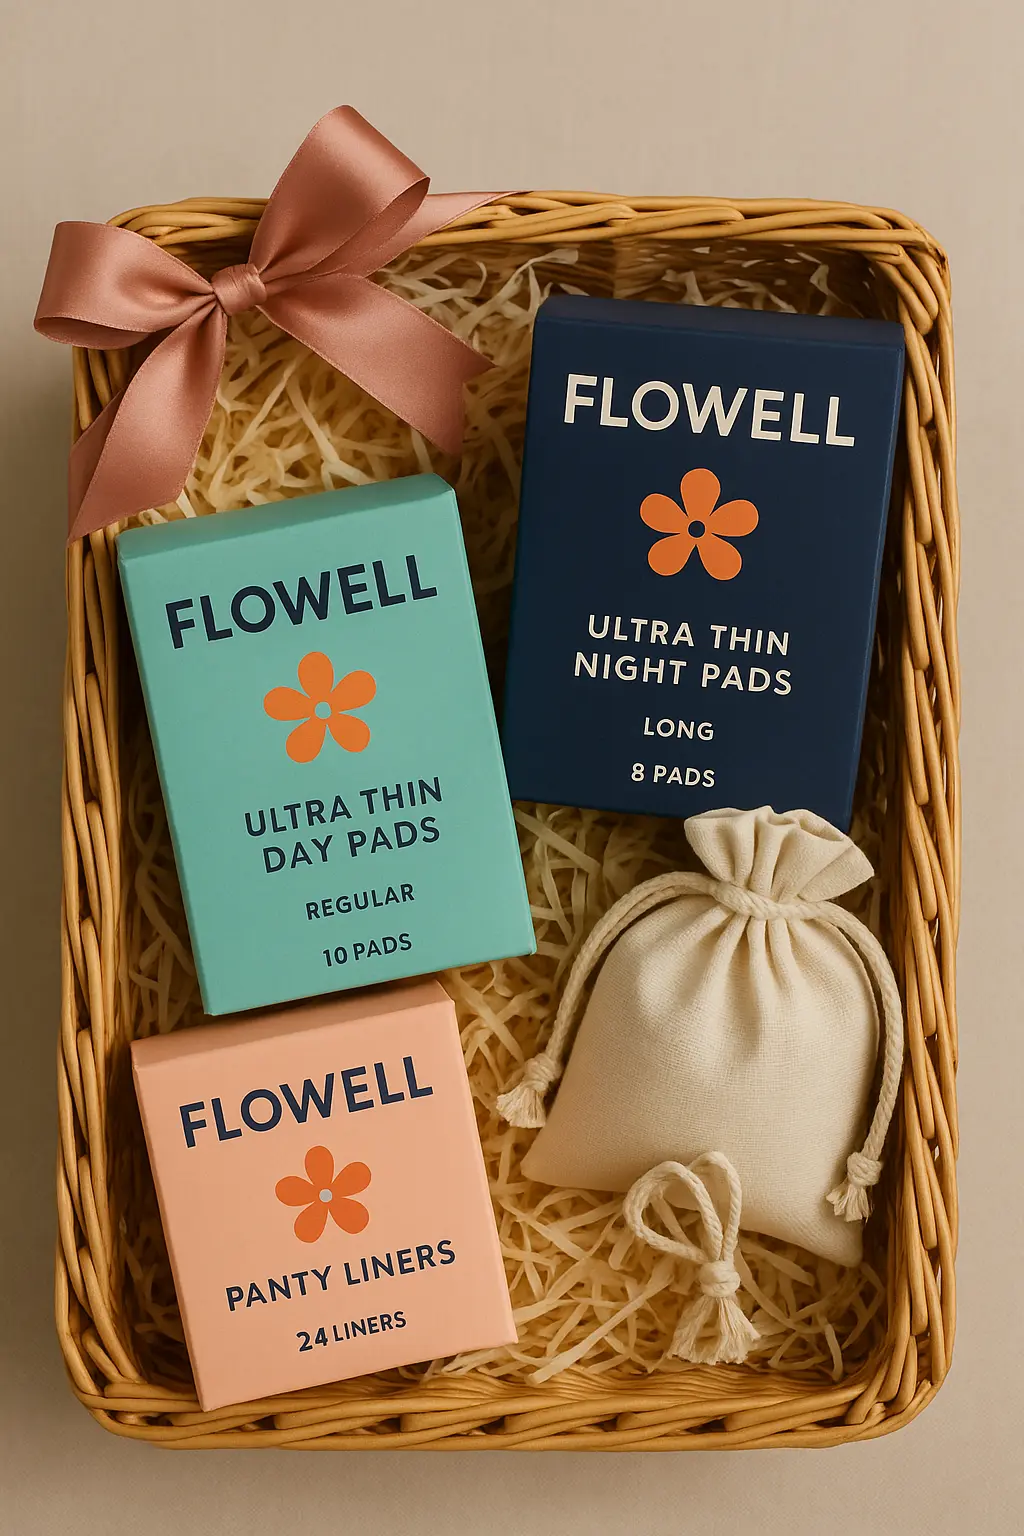 FLOWELL
ULTRA THIN
NIGHT PADS
LONG
8 PADS
FLOWELL
ULTRA THIN
DAY PADS
REGULAR
10 PADS
FLOWELL
PANTY LINERS
24 LINERS